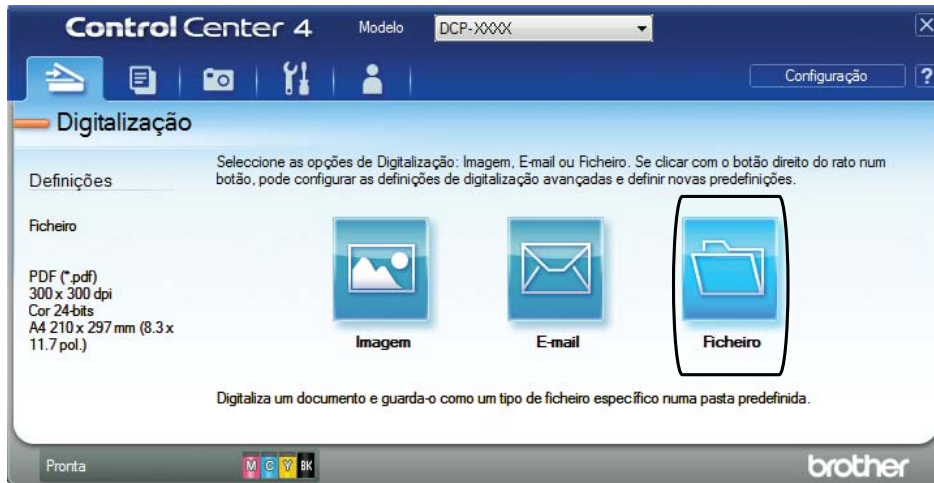 Control Center 4 Modelo DCP-XXXX X
Configuração ?
Digitalização
Definições
Ficheiro
PDF (*.pdf)
300 x 300 dpi
Cor 24-bits
A4 210 x 297 mm (8.3 x
11.7 pol.)
Seleccione as opções de Digitalização: Imagem, E-mail ou Ficheiro. Se clicar com o botão direito do rato num
botão, pode configurar as definições de digitalização avançadas e definir novas predefinições.
Imagem E-mail Ficheiro
Digitaliza um documento e guarda-o como um tipo de ficheiro específico numa pasta predefinida.
Pronta M C Y BK brother